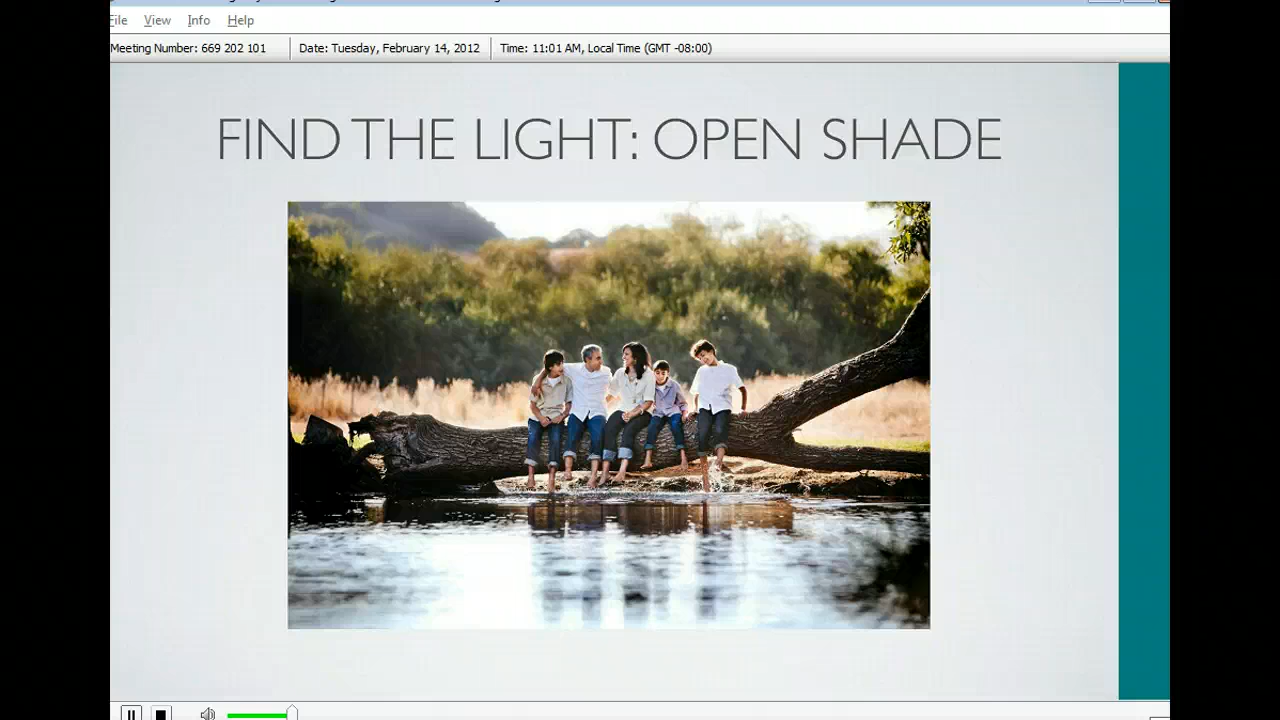 File View Info Help
Meeting Number: 669 202 101 Date: Tuesday, February 14, 2012 Time: 11:01 AM, Local Time (GMT -08:00)
FIND THE LIGHT: OPEN SHADE